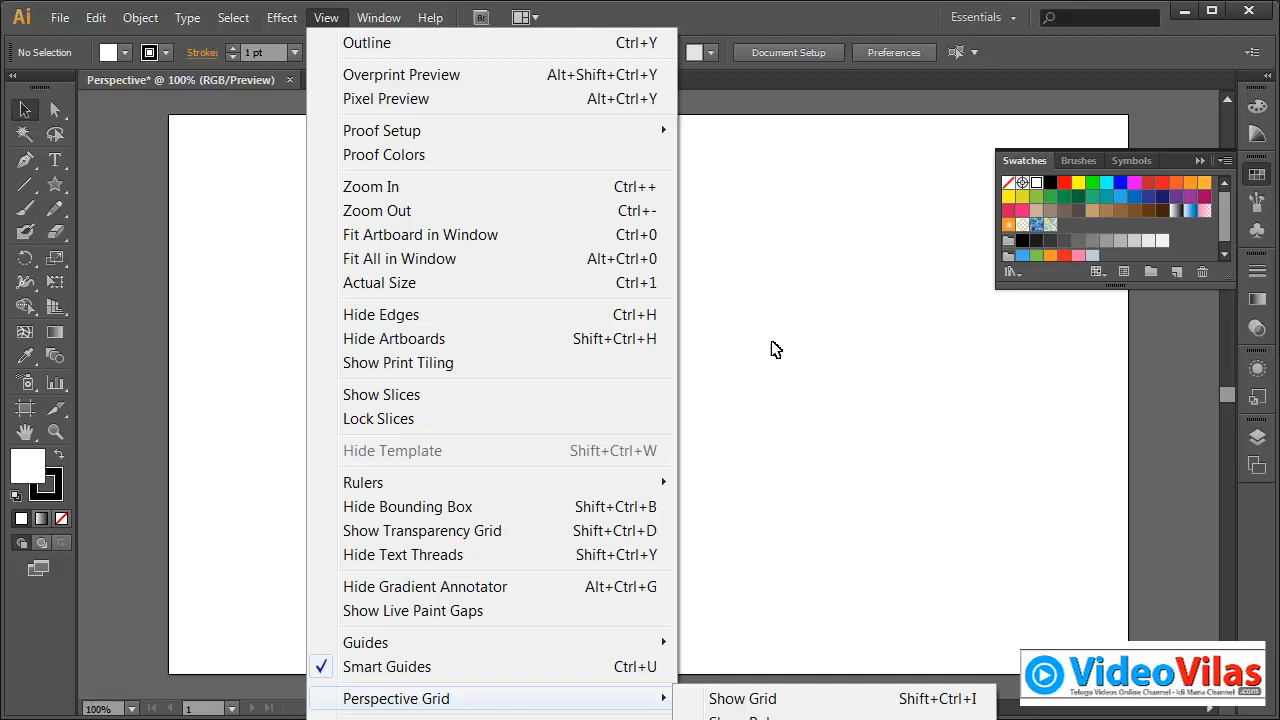 Ai File Edit Object Type Select Effect View Window Help Br Essentials
No Selection Stroke: 1 pt Document Setup Preferences
Perspective* @ 100% (RGB/Preview) ×
Outline Ctrl+Y
Overprint Preview Alt+Shift+Ctrl+Y
Pixel Preview Alt+Ctrl+Y
Proof Setup
Proof Colors
Zoom In Ctrl++
Zoom Out Ctrl+-
Fit Artboard in Window Ctrl+0
Fit All in Window Alt+Ctrl+0
Actual Size Ctrl+1
Hide Edges Ctrl+H
Hide Artboards Shift+Ctrl+H
Show Print Tiling
Show Slices
Lock Slices
Hide Template Shift+Ctrl+W
Rulers
Hide Bounding Box Shift+Ctrl+B
Show Transparency Grid Shift+Ctrl+D
Hide Text Threads Shift+Ctrl+Y
Hide Gradient Annotator Alt+Ctrl+G
Show Live Paint Gaps
Guides
Smart Guides Ctrl+U
Perspective Grid
Show Grid Shift+Ctrl+I
Swatches Brushes Symbols
100% 1
VideoVilas.com
Telugu Videos Online Channel - Idi Mana Channel